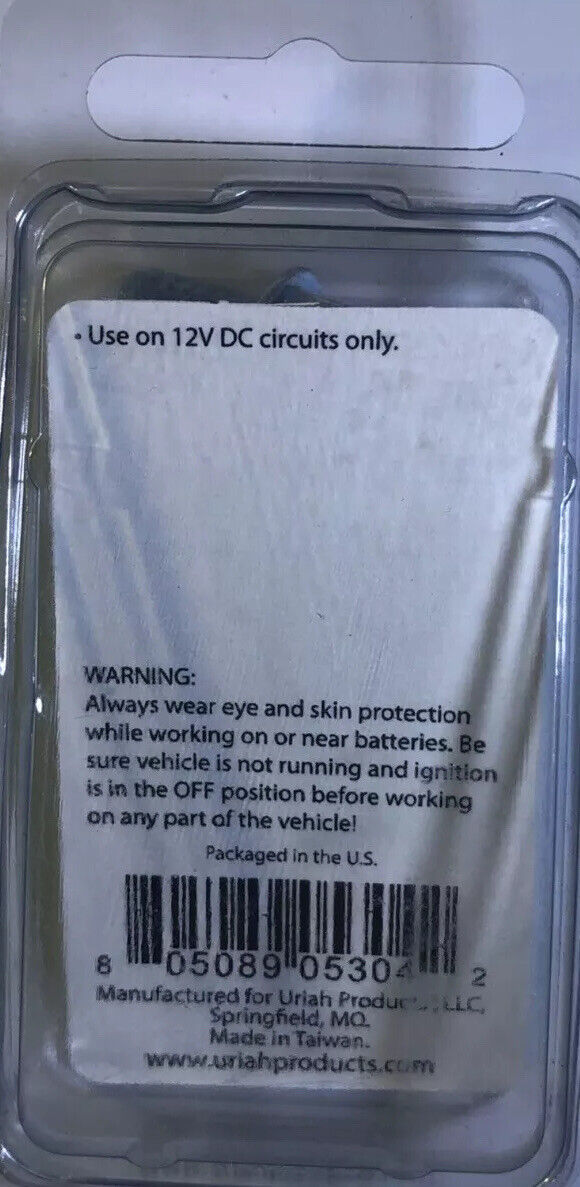 • Use on 12V DC circuits only.
WARNING:
Always wear eye and skin protection
while working on or near batteries. Be
sure vehicle is not running and ignition
is in the OFF position before working
on any part of the vehicle!
Packaged in the U.S.
8 05089 05304 2
Manufactured for Uriah Products, LLC,
Springfield, MO.
Made in Taiwan.
www.uriahproducts.com